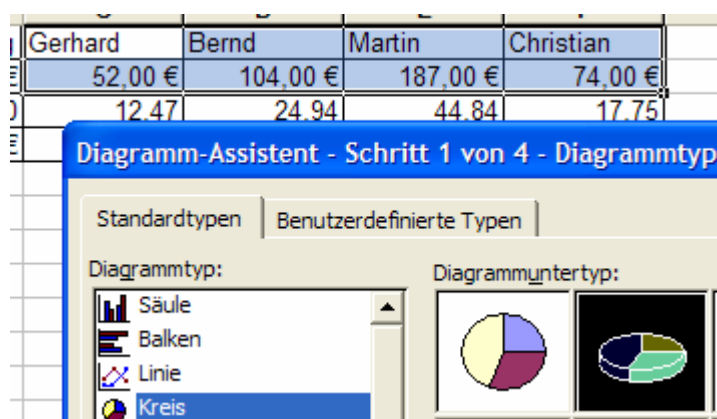 Gerhard Bernd Martin Christian
€ 52,00 € 104,00 € 187,00 € 74,00 €
12,47 24,94 44,84 17,75
€
Diagramm-Assistent - Schritt 1 von 4 - Diagrammtyp
Standardtypen Benutzerdefinierte Typen
Diagrammtyp: Diagrammuntertyp:
Säule
Balken
Linie
Kreis